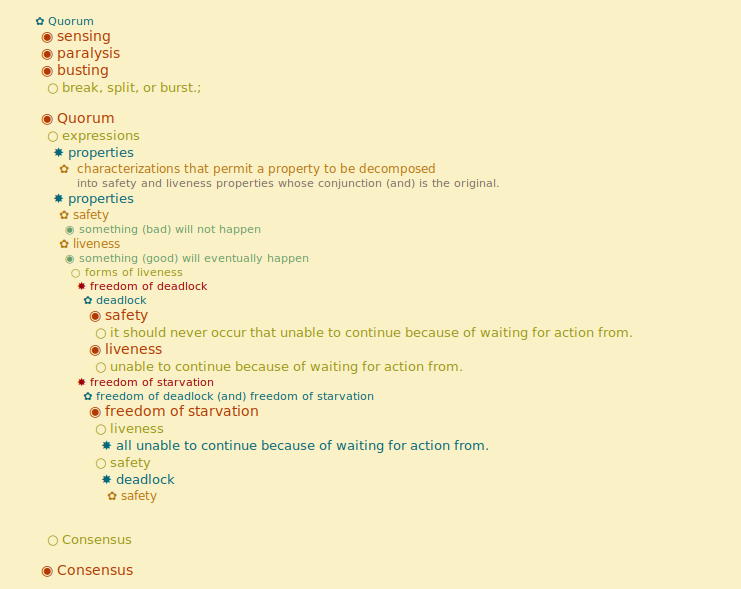 ✿ Quorum
◉ sensing
◉ paralysis
◉ busting
○ break, split, or burst.;
◉ Quorum
○ expressions
✸ properties
✿ characterizations that permit a property to be decomposed
into safety and liveness properties whose conjunction (and) is the original.
✸ properties
✿ safety
◉ something (bad) will not happen
✿ liveness
◉ something (good) will eventually happen
○ forms of liveness
✸ freedom of deadlock
✿ deadlock
◉ safety
○ it should never occur that unable to continue because of waiting for action from.
◉ liveness
○ unable to continue because of waiting for action from.
✸ freedom of starvation
✿ freedom of deadlock (and) freedom of starvation
◉ freedom of starvation
○ liveness
✸ all unable to continue because of waiting for action from.
○ safety
✸ deadlock
✿ safety
○ Consensus
◉ Consensus